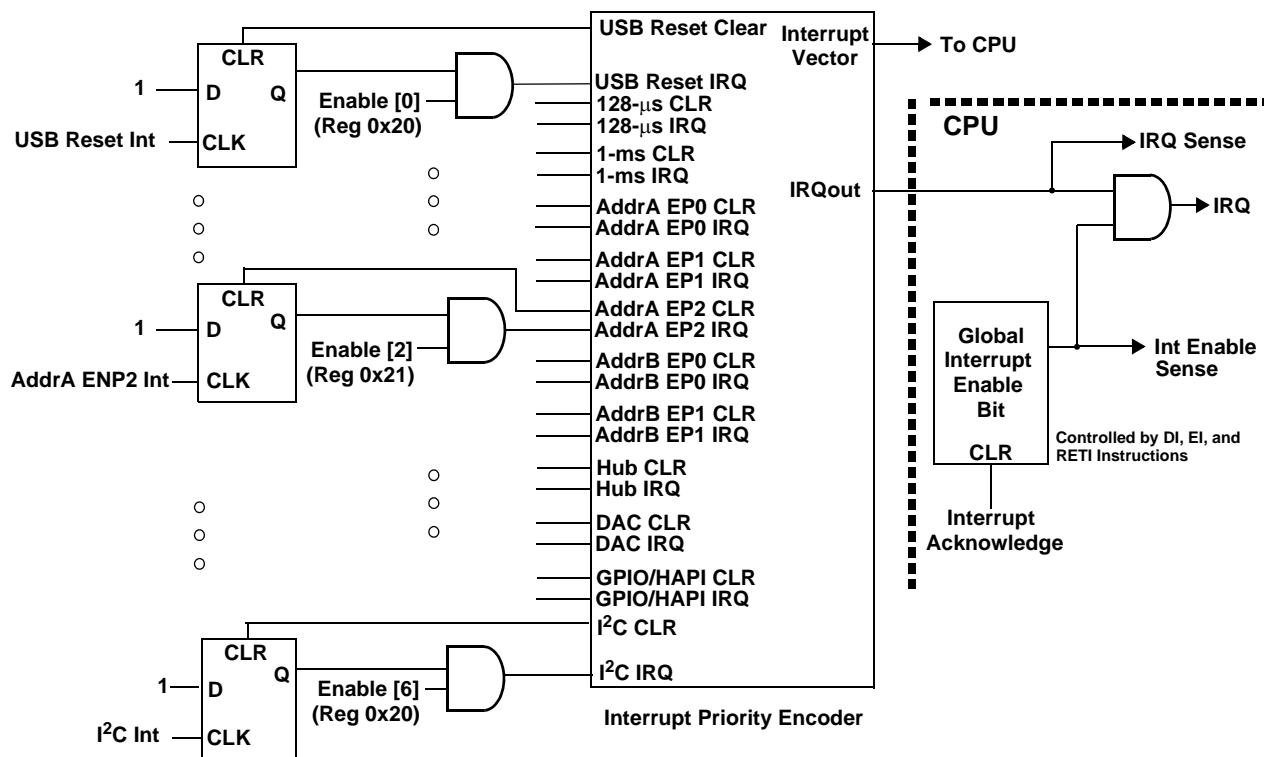 CLR
D
Q
CLK
1
USB Reset Int
Enable [0]
(Reg 0x20)
CLR
D
Q
CLK
1
AddrA ENP2 Int
Enable [2]
(Reg 0x21)
CLR
D
Q
CLK
1
I²C Int
Enable [6]
(Reg 0x20)
USB Reset Clear
USB Reset IRQ
128-μs CLR
128-μs IRQ
1-ms CLR
1-ms IRQ
AddrA EP0 CLR
AddrA EP0 IRQ
AddrA EP1 CLR
AddrA EP1 IRQ
AddrA EP2 CLR
AddrA EP2 IRQ
AddrB EP0 CLR
AddrB EP0 IRQ
AddrB EP1 CLR
AddrB EP1 IRQ
Hub CLR
Hub IRQ
DAC CLR
DAC IRQ
GPIO/HAPI CLR
GPIO/HAPI IRQ
I²C CLR
I²C IRQ
Interrupt
Vector
IRQout
Interrupt Priority Encoder
To CPU
CPU
IRQ Sense
IRQ
Global
Interrupt
Enable
Bit
CLR
Int Enable
Sense
Controlled by DI, EI, and
RETI Instructions
Interrupt
Acknowledge